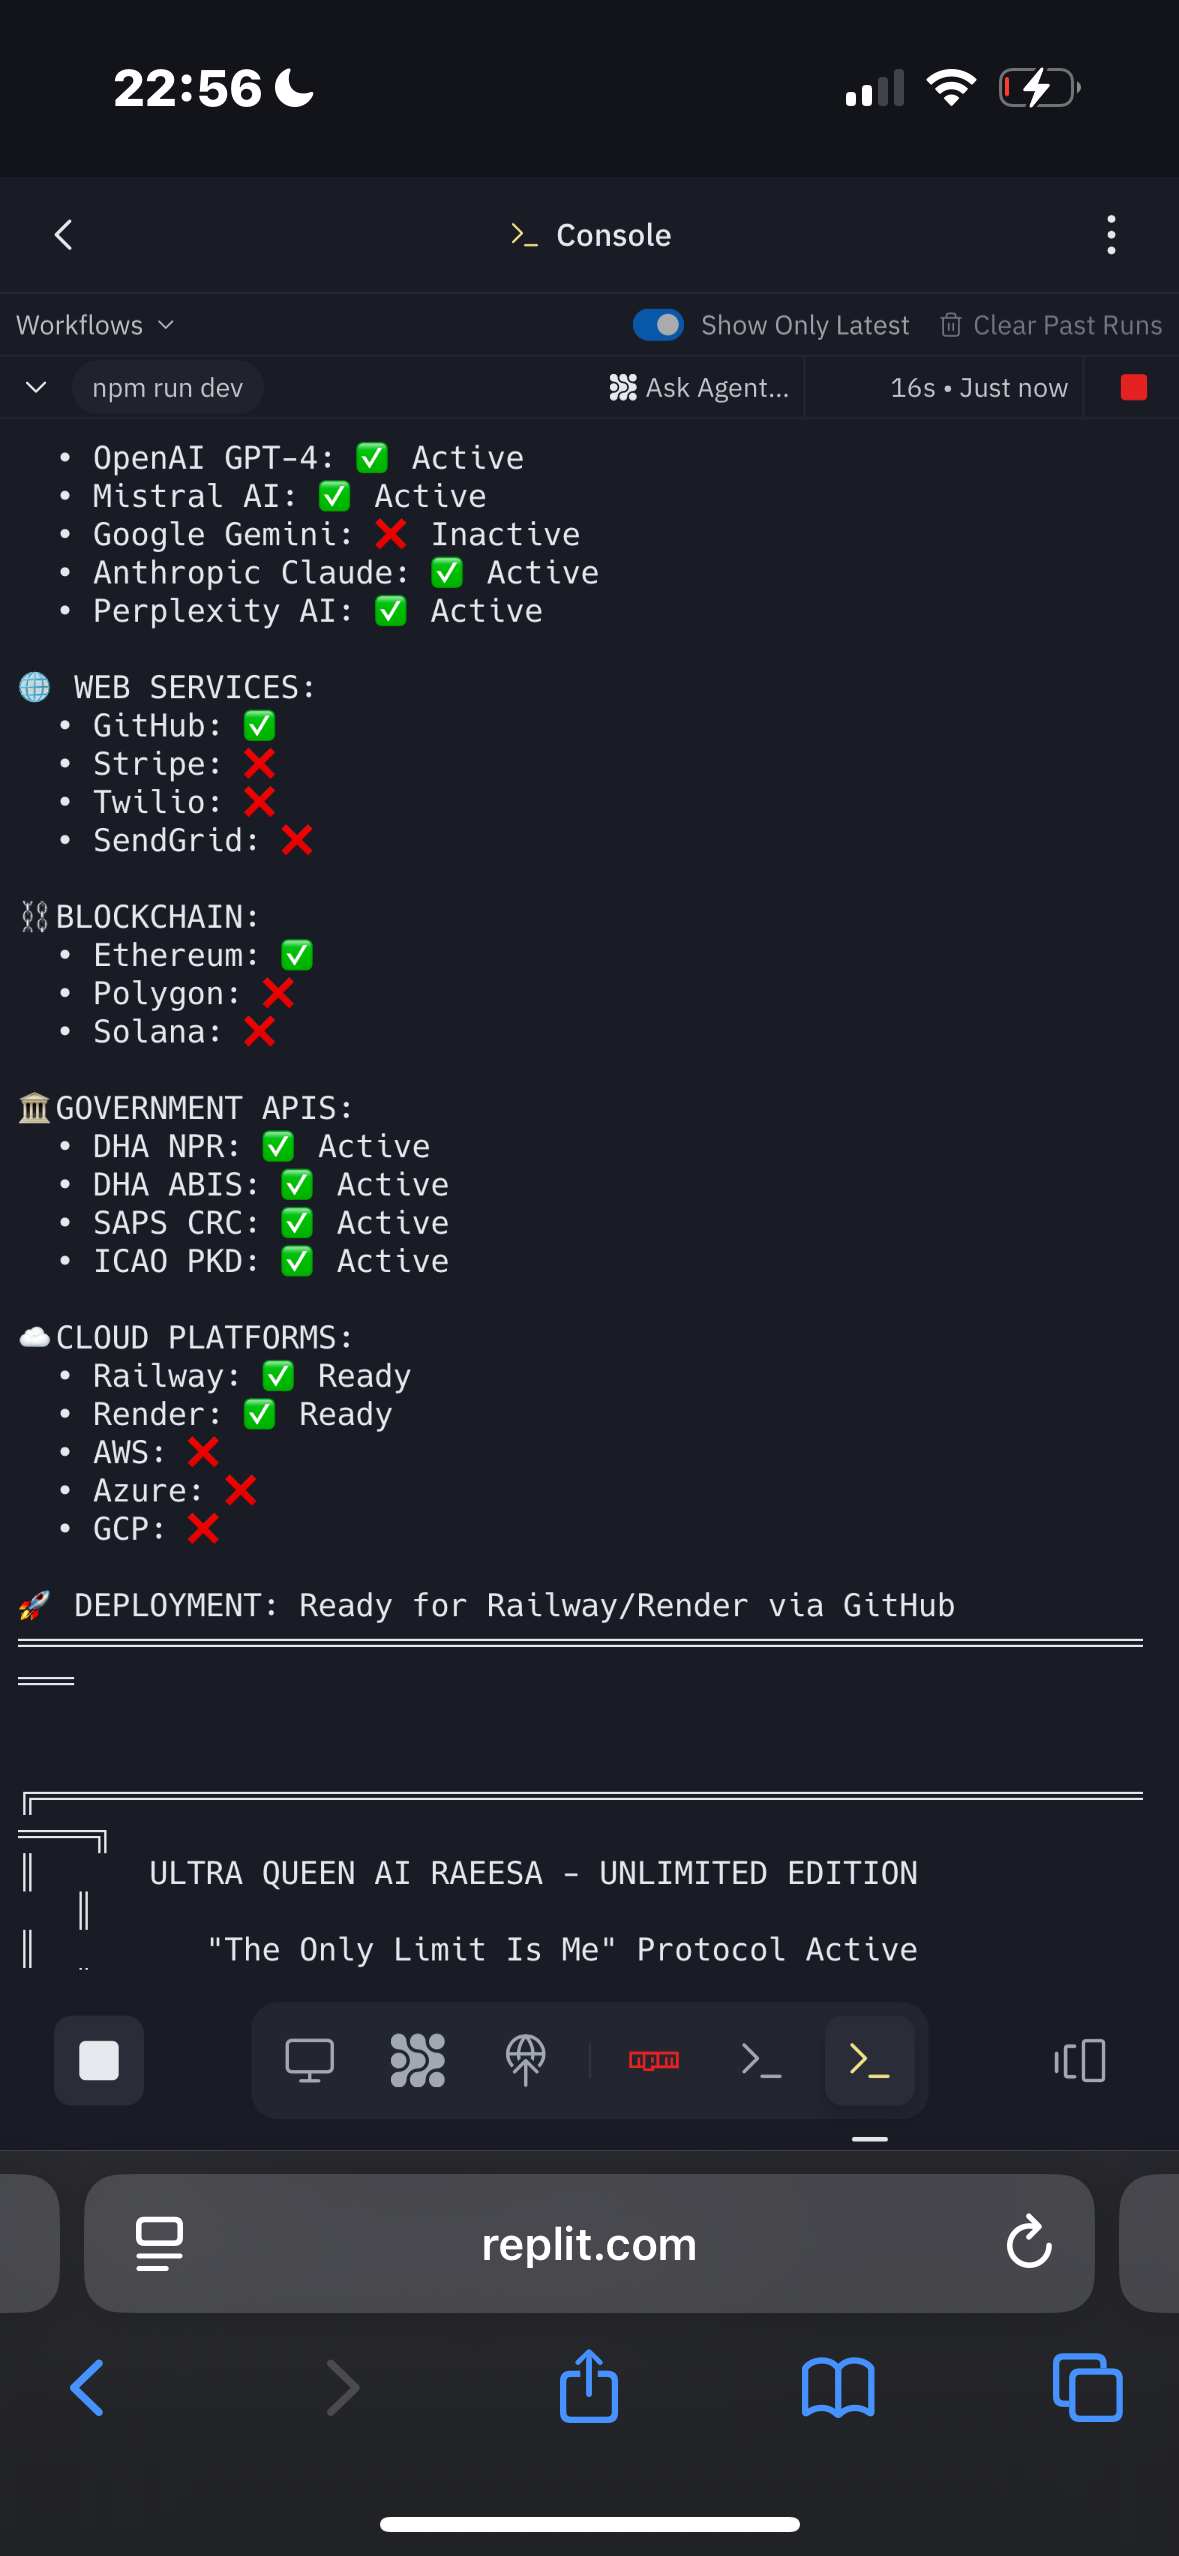 22:56
Console
Workflows
Show Only Latest
Clear Past Runs
npm run dev
Ask Agent...
16s • Just now
• OpenAI GPT-4: ✅ Active
• Mistral AI: ✅ Active
• Google Gemini: ❌ Inactive
• Anthropic Claude: ✅ Active
• Perplexity AI: ✅ Active
🌐 WEB SERVICES:
• GitHub: ✅
• Stripe: ❌
• Twilio: ❌
• SendGrid: ❌
⛓️BLOCKCHAIN:
• Ethereum: ✅
• Polygon: ❌
• Solana: ❌
🏛️GOVERNMENT APIS:
• DHA NPR: ✅ Active
• DHA ABIS: ✅ Active
• SAPS CRC: ✅ Active
• ICAO PKD: ✅ Active
☁️CLOUD PLATFORMS:
• Railway: ✅ Ready
• Render: ✅ Ready
• AWS: ❌
• Azure: ❌
• GCP: ❌
🚀 DEPLOYMENT: Ready for Railway/Render via GitHub
ULTRA QUEEN AI RAEESA - UNLIMITED EDITION
"The Only Limit Is Me" Protocol Active
npm
replit.com